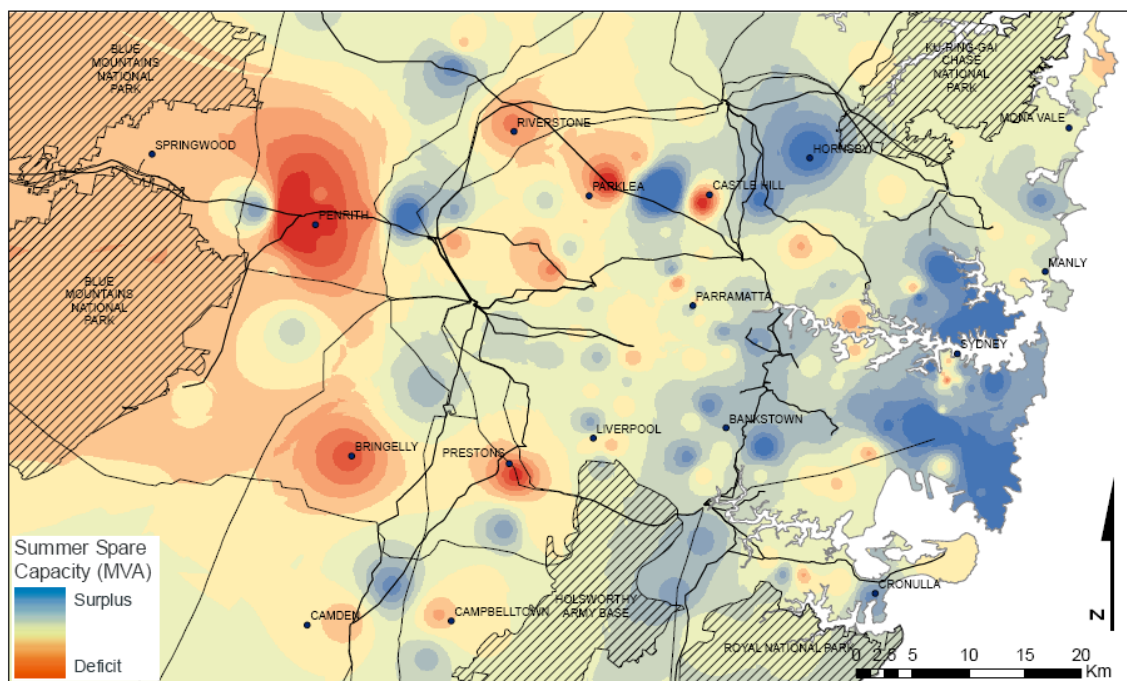 BLUE
MOUNTAINS
NATIONAL
PARK
KU-RING-GAI
CHASE
NATIONAL
PARK
MONA VALE
RIVERSTONE
SPRINGWOOD
HORNSBY
PARKLEA
CASTLE HILL
PENRITH
MANLY
BLUE
MOUNTAINS
NATIONAL
PARK
PARRAMATTA
SYDNEY
BANKSTOWN
LIVERPOOL
BRINGELLY
PRESTONS
Summer Spare
Capacity (MVA)
Surplus
Deficit
CAMDEN
CAMPBELLTOWN
HOLSWORTHY
ARMY BASE
CRONULLA
ROYAL NATIONAL PARK
N
0 2.5 5 10 15 20
Km